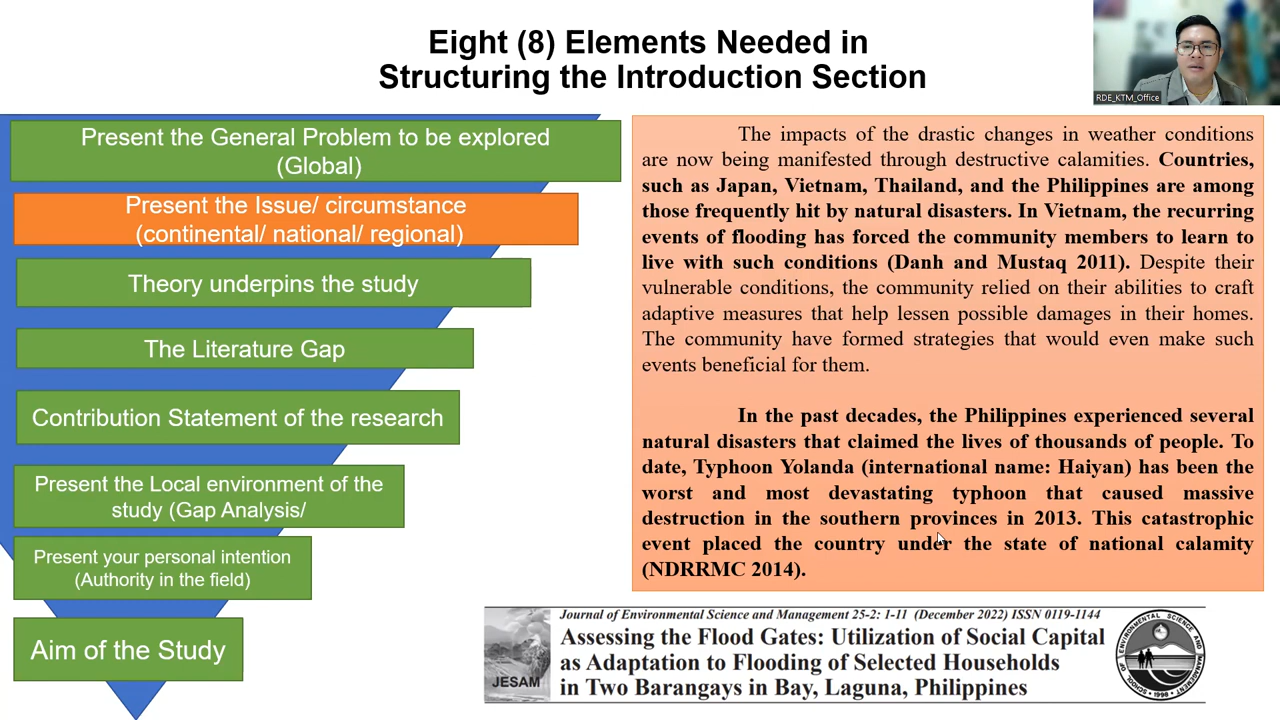 Eight (8) Elements Needed in
Structuring the Introduction Section
RDE_KTM_Office
Present the General Problem to be explored
(Global)
Present the Issue/ circumstance
(continental/ national/ regional)
Theory underpins the study
The Literature Gap
Contribution Statement of the research
Present the Local environment of the
study (Gap Analysis/
Present your personal intention
(Authority in the field)
Aim of the Study
The impacts of the drastic changes in weather conditions
are now being manifested through destructive calamities. Countries,
such as Japan, Vietnam, Thailand, and the Philippines are among
those frequently hit by natural disasters. In Vietnam, the recurring
events of flooding has forced the community members to learn to
live with such conditions (Danh and Mustaq 2011). Despite their
vulnerable conditions, the community relied on their abilities to craft
adaptive measures that help lessen possible damages in their homes.
The community have formed strategies that would even make such
events beneficial for them.
In the past decades, the Philippines experienced several
natural disasters that claimed the lives of thousands of people. To
date, Typhoon Yolanda (international name: Haiyan) has been the
worst and most devastating typhoon that caused massive
destruction in the southern provinces in 2013. This catastrophic
event placed the country under the state of national calamity
(NDRRMC 2014).
JESAM
Journal of Environmental Science and Management 25-2: 1-11 (December 2022) ISSN 0119-1144
Assessing the Flood Gates: Utilization of Social Capital
as Adaptation to Flooding of Selected Households
in Two Barangays in Bay, Laguna, Philippines
SCHOOL OF ENVIRONMENTAL SCIENCE AND MANAGEMENT